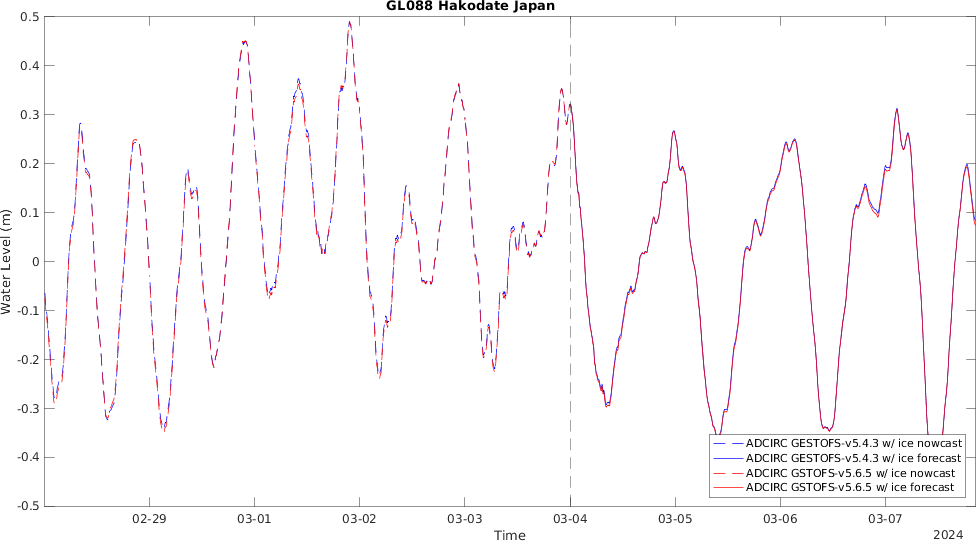 GL088 Hakodate Japan
0.5
0.4
0.3
0.2
0.1
0
-0.1
-0.2
-0.3
-0.4
-0.5
Water Level (m)
ADCIRC GESTOFS-v5.4.3 w/ ice nowcast
ADCIRC GESTOFS-v5.4.3 w/ ice forecast
ADCIRC GSTOFS-v5.6.5 w/ ice nowcast
ADCIRC GSTOFS-v5.6.5 w/ ice forecast
02-29 03-01 03-02 03-03 03-04 03-05 03-06 03-07
Time
2024